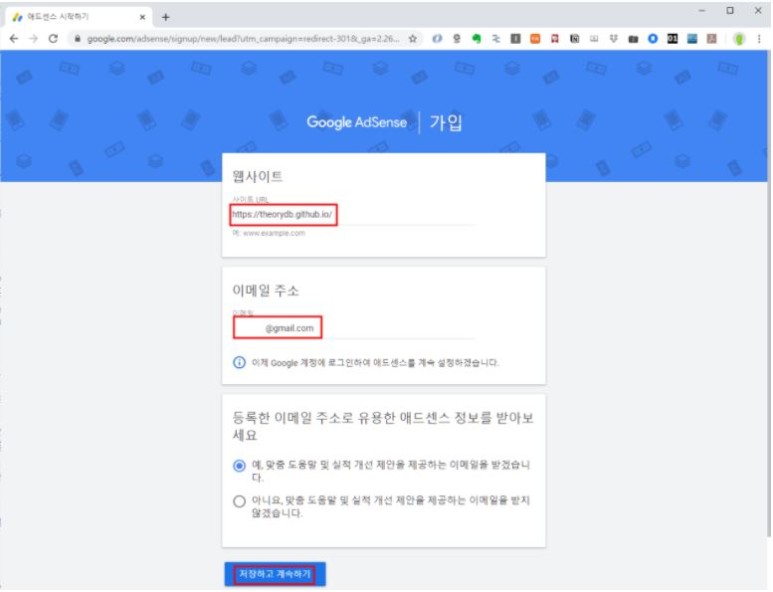 애드센스 시작하기
google.com/adsense/signup/new/lead?utm_campaign=redirect-301&_ga=2.26...
Google AdSense | 가입
웹사이트
사이트 URL
https://theorydb.github.io/
예: www.example.com
이메일 주소
이메일
@gmail.com
이제 Google 계정에 로그인하여 애드센스를 계속 설정하겠습니다.
등록한 이메일 주소로 유용한 애드센스 정보를 받아보
세요
예, 맞춤 도움말 및 실적 개선 제안을 제공하는 이메일을 받겠습니
다.
아니요, 맞춤 도움말 및 실적 개선 제안을 제공하는 이메일을 받지
않겠습니다.
저장하고 계속하기